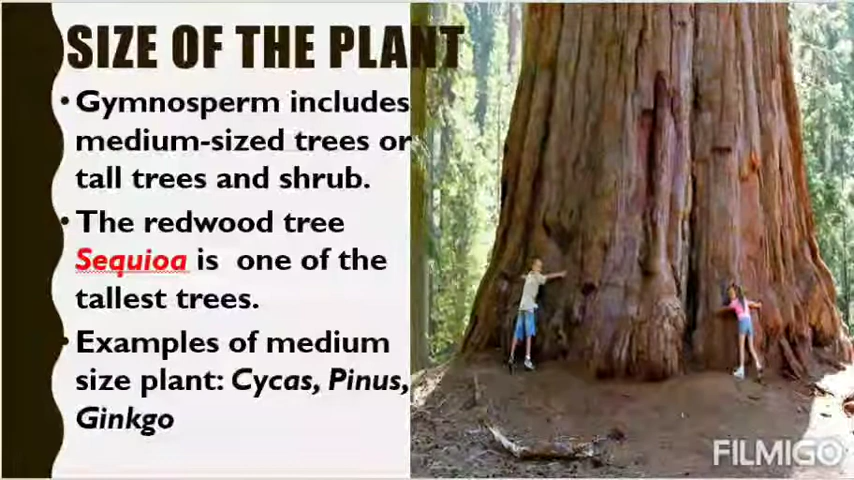 SIZE OF THE PLANT
• Gymnosperm includes
medium-sized trees or
tall trees and shrub.
• The redwood tree
Sequioa is one of the
tallest trees.
• Examples of medium
size plant: Cycas, Pinus,
Ginkgo
FILMIGO